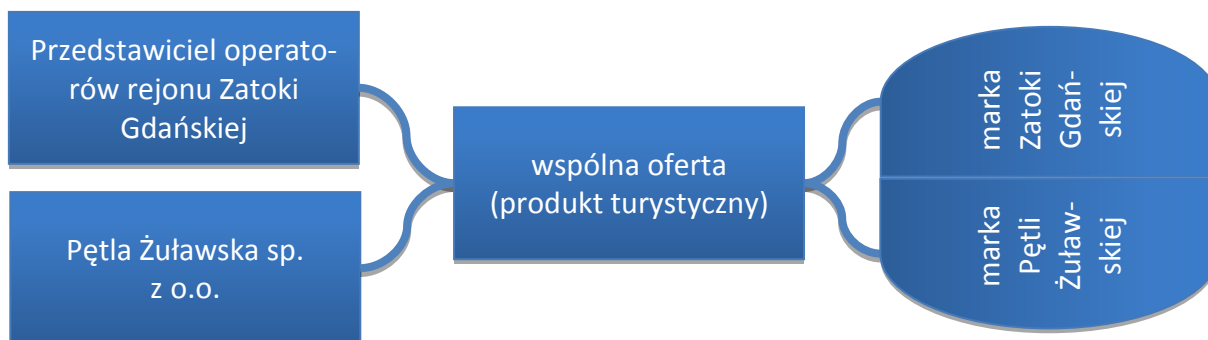 Przedstawiciel operato-
rów rejonu Zatoki
Gdańskiej
Pętla Żuławska sp.
z o.o.
wspólna oferta
(produkt turystyczny)
marka
Zatoki
Gdań-
skiej
marka
Pętli
Żuław-
skiej